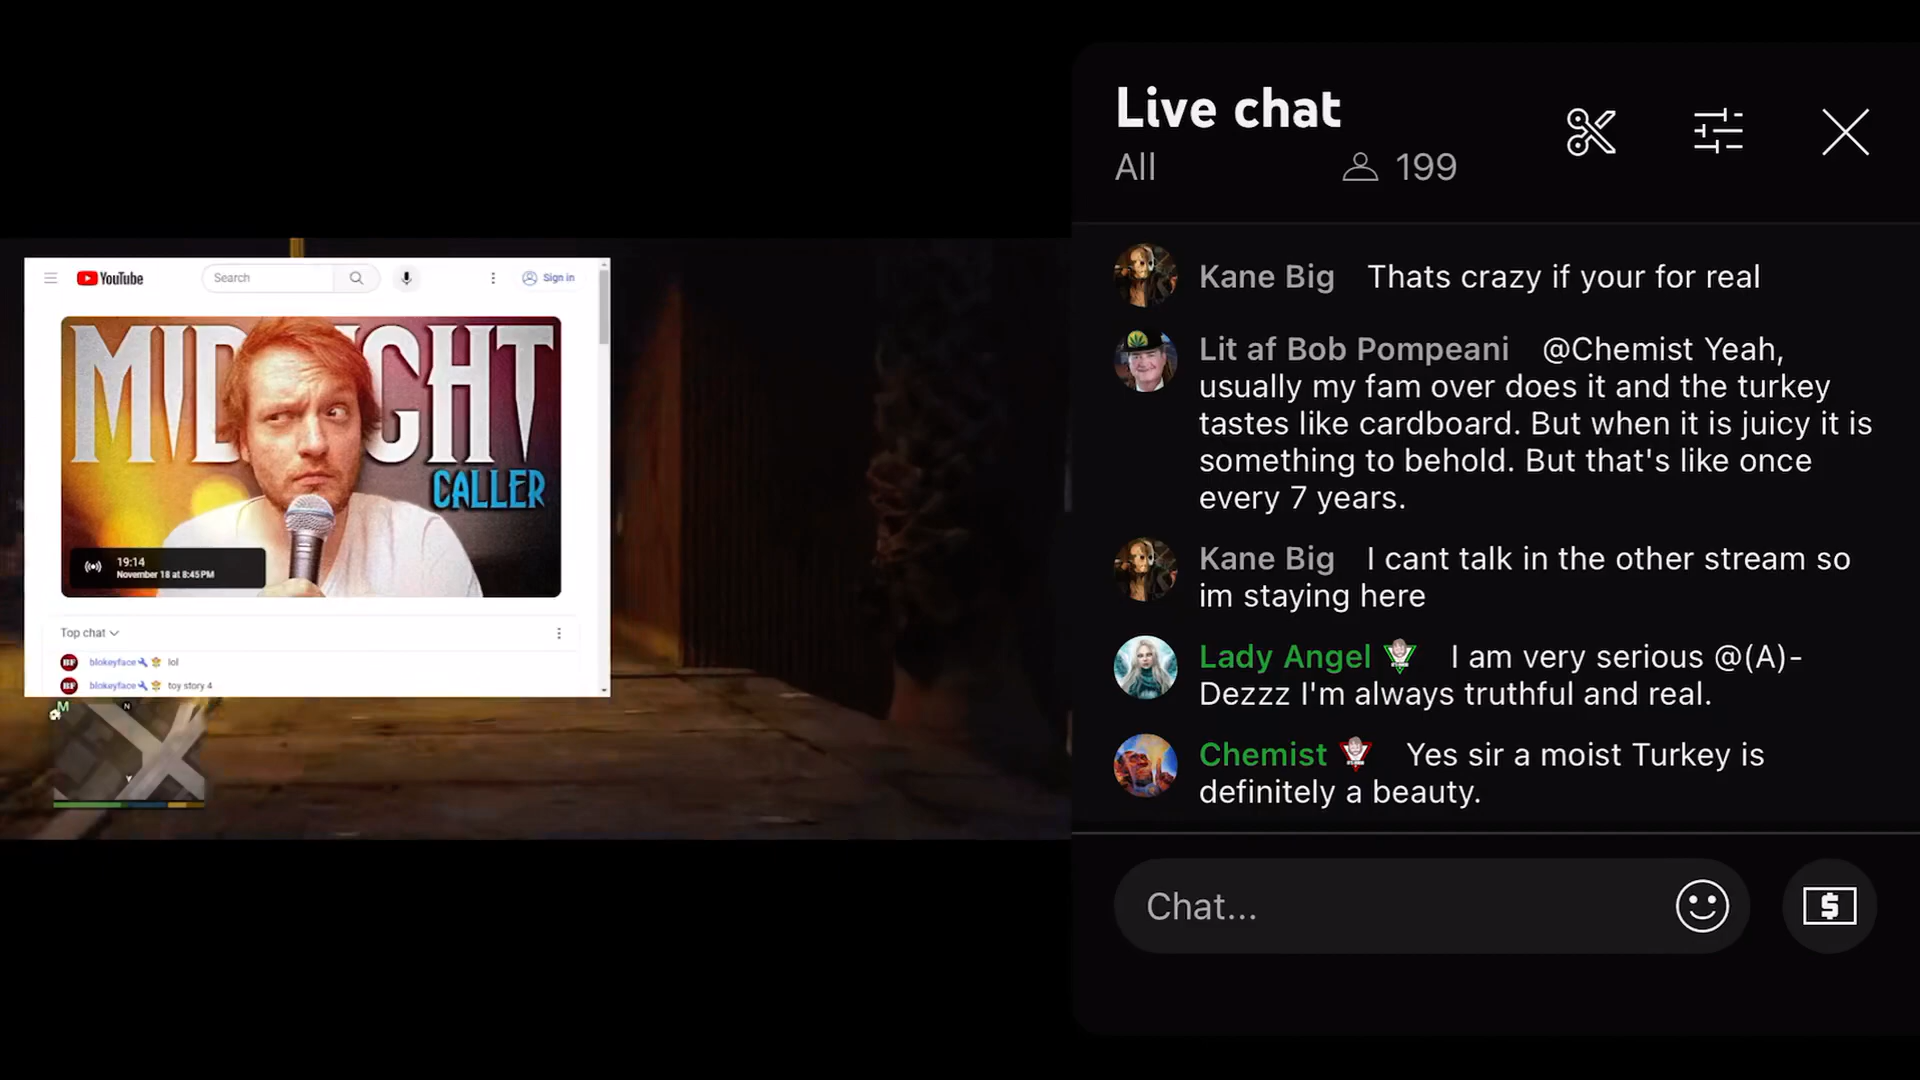 YouTube
Search
Sign in
MIDNIGHT
CALLER
19:14
November 18 at 8:45 PM
Top chat
BF blokeyface lol
BF blokeyface toy story 4
M
N
Live chat
All
199
Kane Big Thats crazy if your for real
Lit af Bob Pompeani @Chemist Yeah,
usually my fam over does it and the turkey
tastes like cardboard. But when it is juicy it is
something to behold. But that's like once
every 7 years.
Kane Big I cant talk in the other stream so
im staying here
Lady Angel I am very serious @(A)-
Dezzz I'm always truthful and real.
Chemist Yes sir a moist Turkey is
definitely a beauty.
Chat...
$